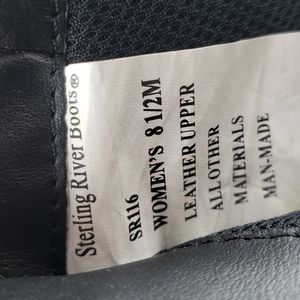 Sterling River Boots®
SR116
WOMEN'S 8 1/2M
LEATHER UPPER
ALL OTHER
MATERIALS
MAN-MADE